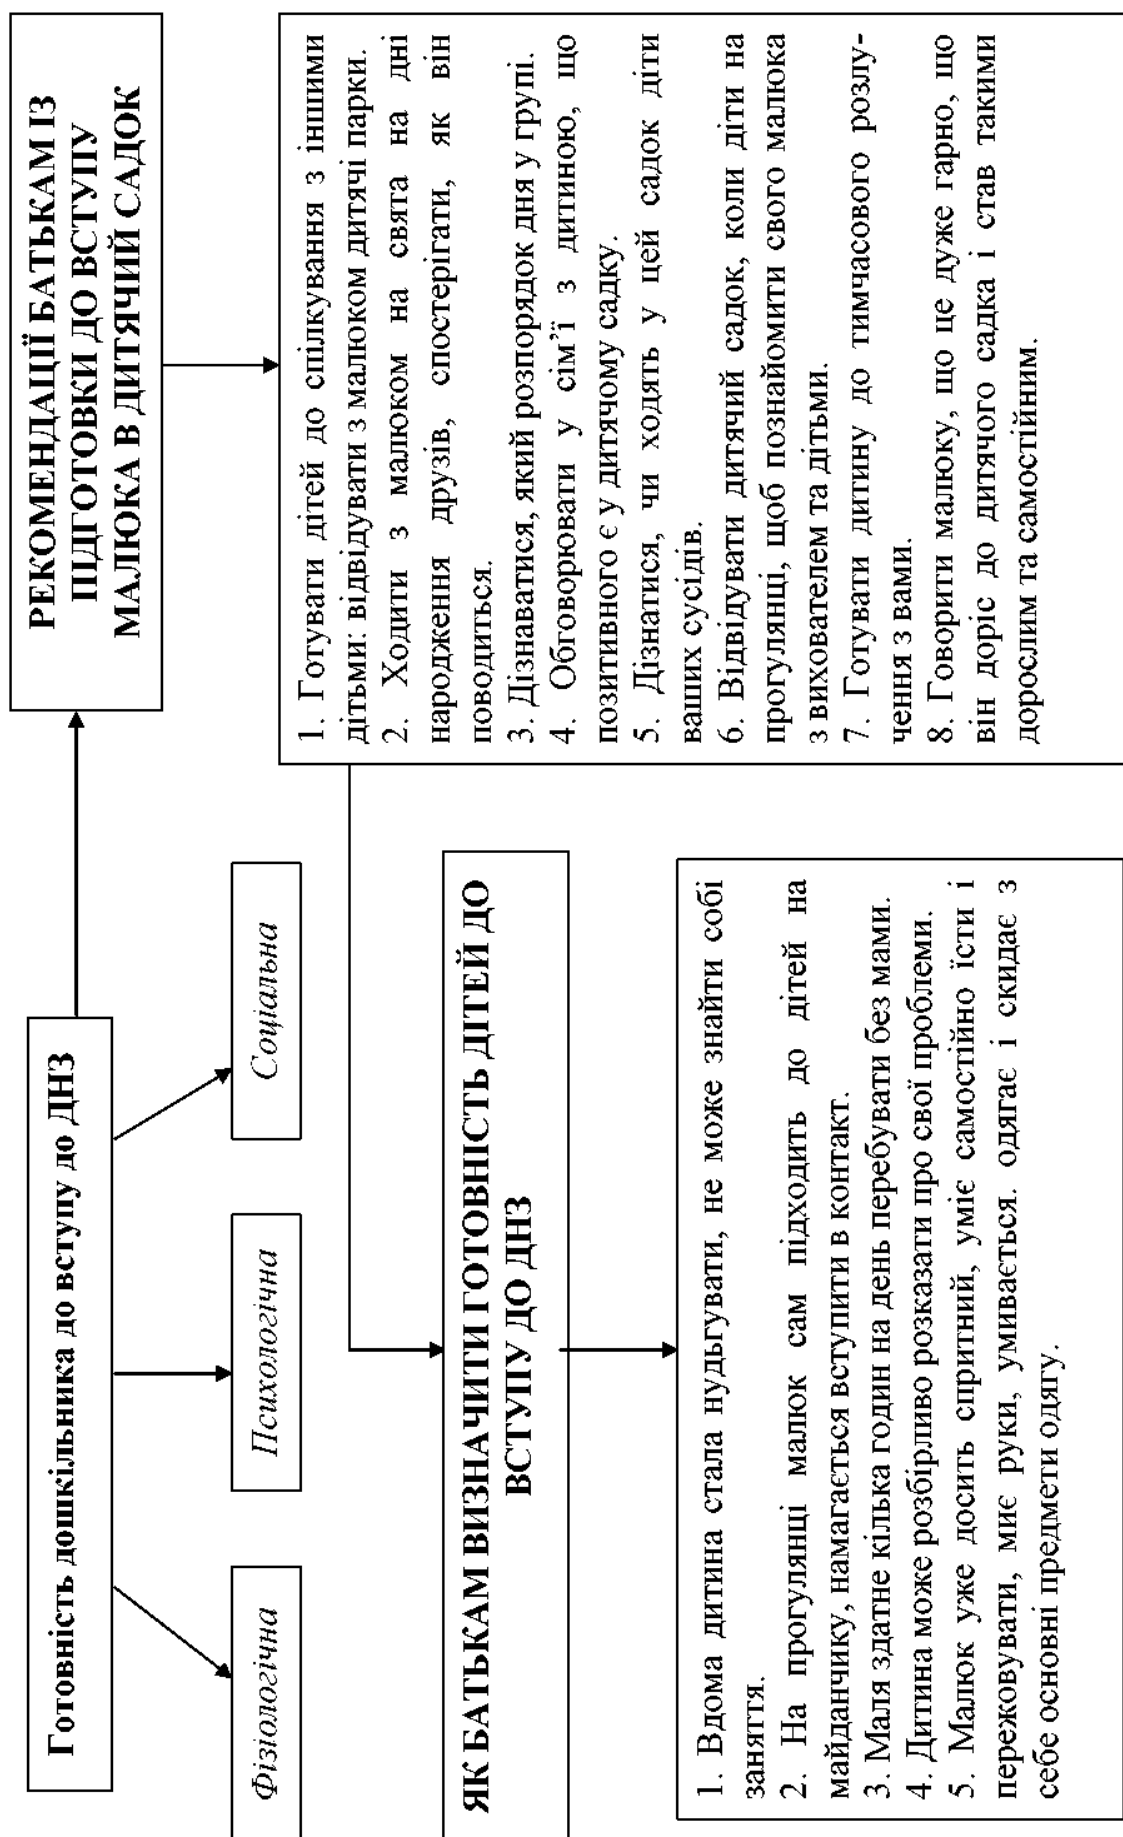 Готовність дошкільника до вступу до ДНЗ
Фізіологічна
Психологічна
Соціальна
РЕКОМЕНДАЦІЇ БАТЬКАМ ІЗ
ПІДГОТОВКИ ДО ВСТУПУ
МАЛЮКА В ДИТЯЧИЙ САДОК
1. Готувати дітей до спілкування з іншими
дітьми: відвідувати з малюком дитячі парки.
2. Ходити з малюком на свята на дні
народження друзів, спостерігати, як він
поводиться.
3. Дізнаватися, який розпорядок дня у групі.
4. Обговорювати у сім’ї з дитиною, що
позитивного є у дитячому садку.
5. Дізнатися, чи ходять у цей садок діти
ваших сусідів.
6. Відвідувати дитячий садок, коли діти на
прогулянці, щоб познайомити свого малюка
з вихователем та дітьми.
7. Готувати дитину до тимчасового розлу-
чення з вами.
8. Говорити малюку, що це дуже гарно, що
він доріс до дитячого садка і став такими
дорослим та самостійним.
ЯК БАТЬКАМ ВИЗНАЧИТИ ГОТОВНІСТЬ ДІТЕЙ ДО
ВСТУПУ ДО ДНЗ
1. Вдома дитина стала нудьгувати, не може знайти собі
заняття.
2. На прогулянці малюк сам підходить до дітей на
майданчику, намагається вступити в контакт.
3. Маля здатне кілька годин на день перебувати без мами.
4. Дитина може розбірливо розказати про свої проблеми.
5. Малюк уже досить спритний, уміє самостійно їсти і
пережовувати, миє руки, умивається. одягає і скидає з
себе основні предмети одягу.